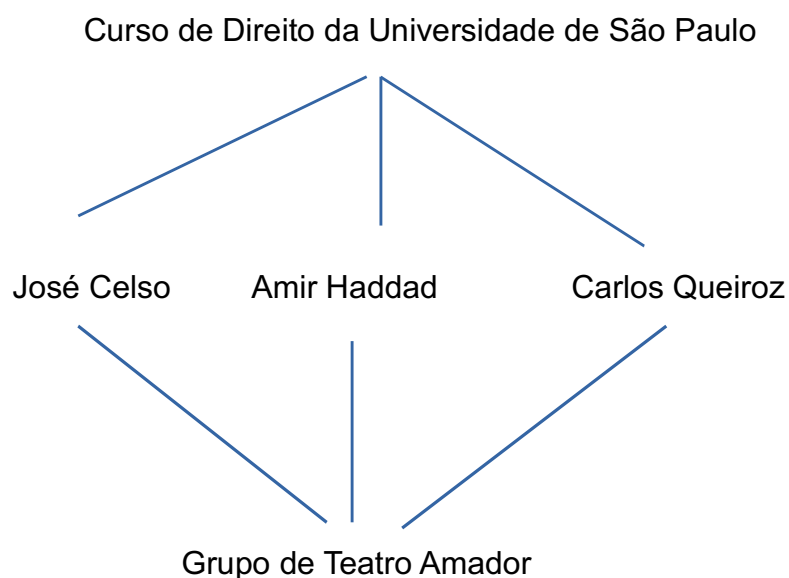 Curso de Direito da Universidade de São Paulo
José Celso Amir Haddad Carlos Queiroz
Grupo de Teatro Amador